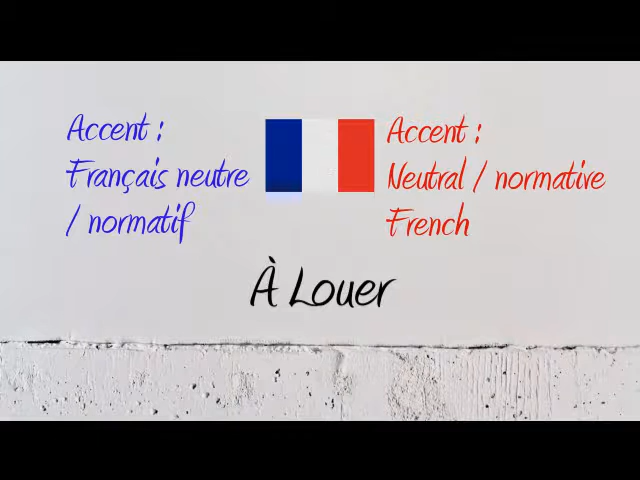 Accent :
Français neutre
/ normatif
Accent :
Neutral / normative
French
À Louer